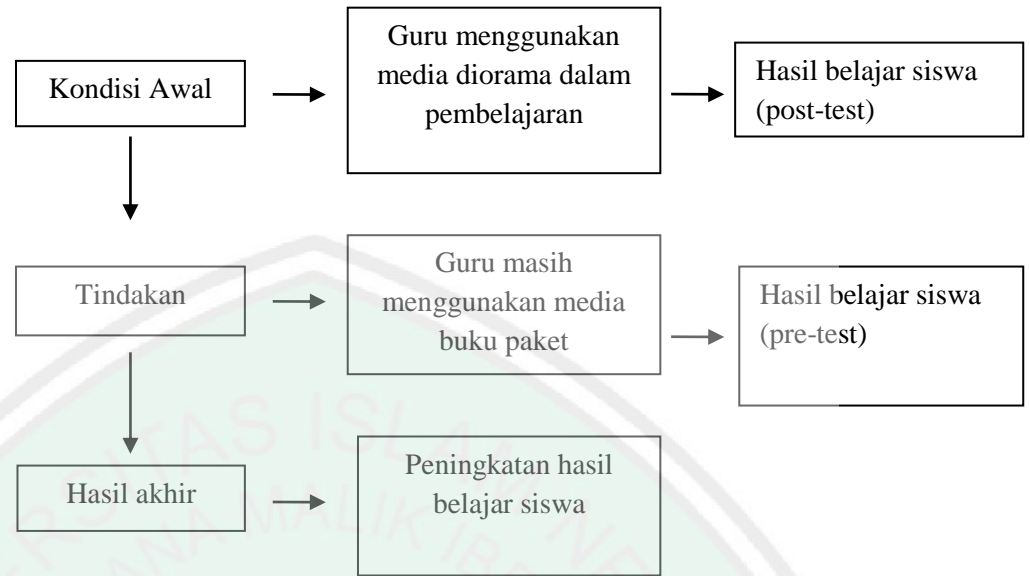 Kondisi Awal
Guru menggunakan
media diorama dalam
pembelajaran
Hasil belajar siswa
(post-test)
Tindakan
Guru masih
menggunakan media
buku paket
Hasil belajar siswa
(pre-test)
Hasil akhir
Peningkatan hasil
belajar siswa